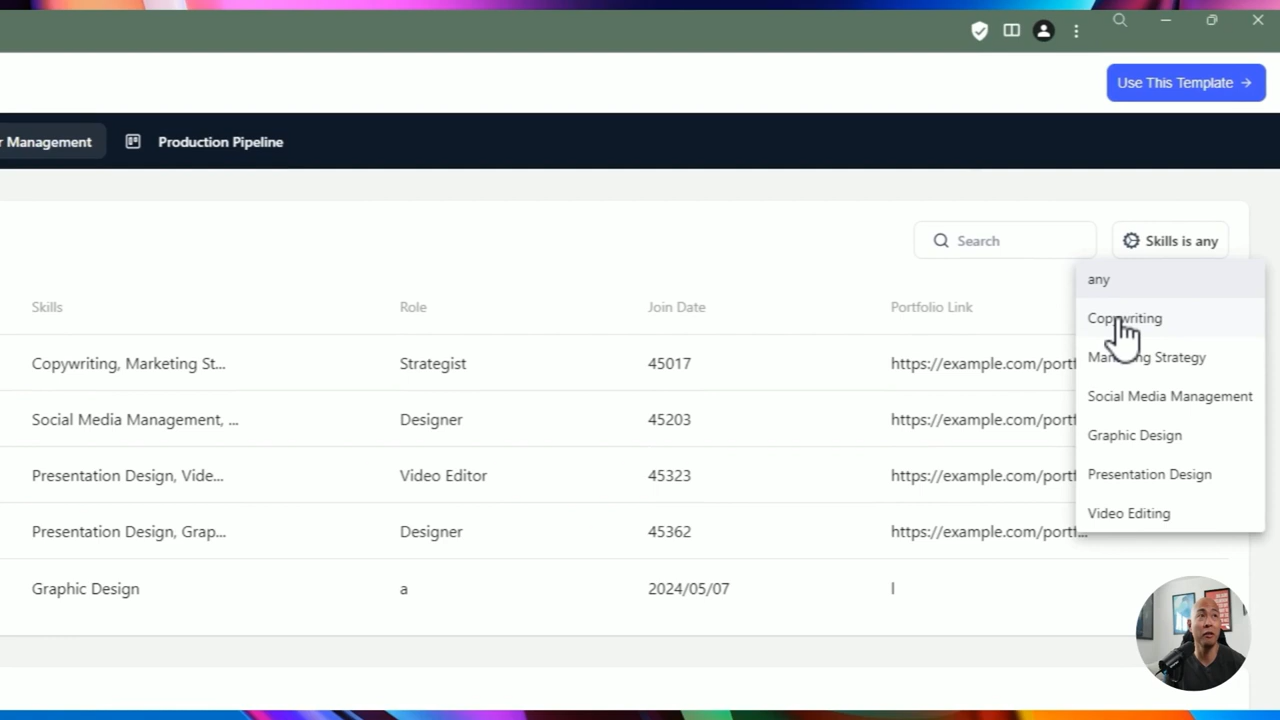 Use This Template →
r Management
Production Pipeline
Search
Skills is any
any
Copywriting
Marketing Strategy
Social Media Management
Graphic Design
Presentation Design
Video Editing
Skills Role Join Date Portfolio Link
Copywriting, Marketing St... Strategist 45017 https://example.com/portf
Social Media Management, ... Designer 45203 https://example.com/portf
Presentation Design, Vide... Video Editor 45323 https://example.com/portf
Presentation Design, Grap... Designer 45362 https://example.com/portf...
Graphic Design a 2024/05/07 l